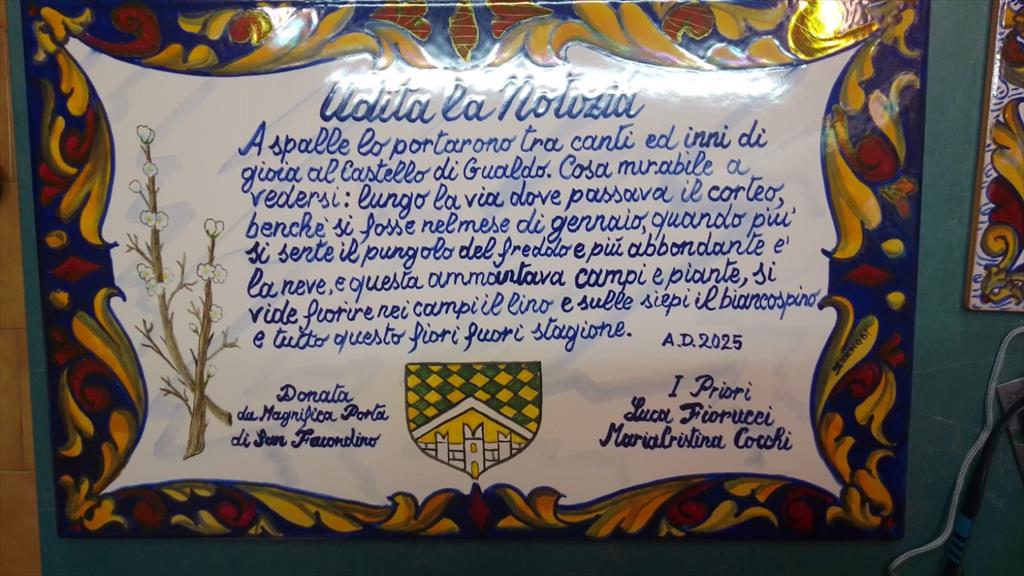 Udita la Notizia
A spalle lo portarono tra canti ed inni di
gioia al Castello di Gualdo. Cosa mirabile a
vedersi: lungo la via dove passava il corteo,
benchè si fosse nel mese di gennaio, quando più
si sente il pungolo del freddo e più abbondante e'
la neve, e questa ammantava campi e piante, si
vide fiorire nei campi il lino e sulle siepi il biancospino
e tutto questo fiorì fuori stagione.
A.D. 2025
Donata
da Magnifica Porta
di San Facondino
I Priori
Luca Fiorucci
Mariacristina Cocchi